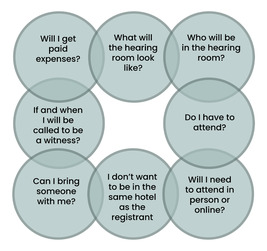 Will I get
paid
expenses?
What will
the hearing
room look
like?
Who will be
in the hearing
room?
If and when
I will be
called to be
a witness?
Do I have to
attend?
Can I bring
someone
with me?
I don't want
to be in the
same hotel
as the
registrant
Will I need
to attend in
person or
online?